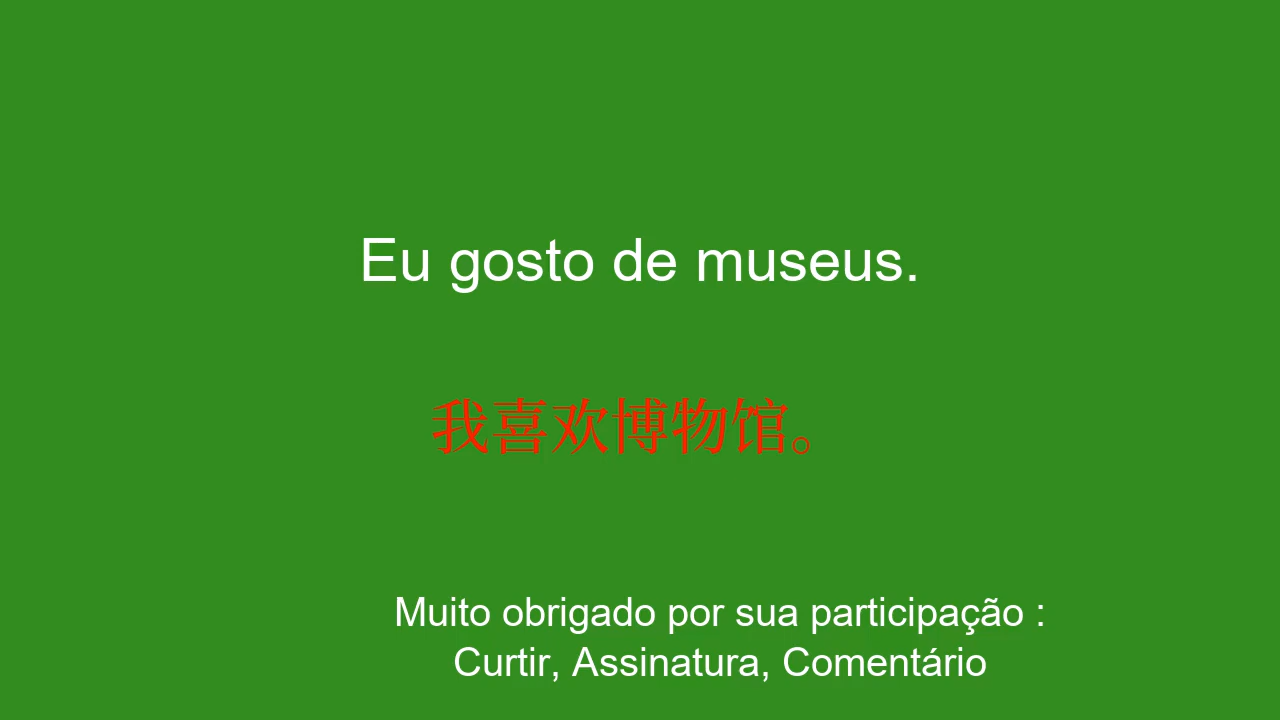 Eu gosto de museus.
我喜欢博物馆。
Muito obrigado por sua participação :
Curtir, Assinatura, Comentário